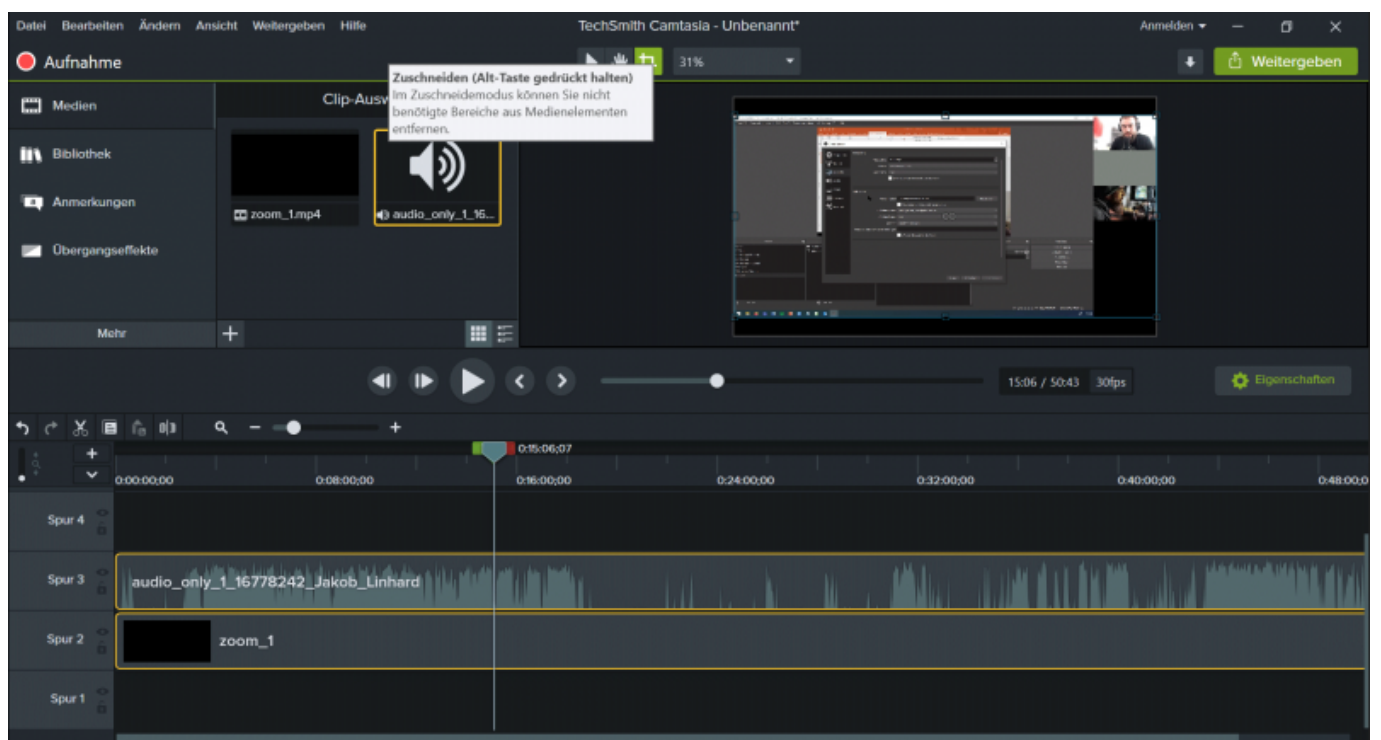 Datei Bearbeiten Ändern Ansicht Weitergeben Hilfe TechSmith Camtasia - Unbenannt* Anmelden
Aufnahme 31% Weitergeben
Zuschneiden (Alt-Taste gedrückt halten)
Im Zuschneidemodus können Sie nicht
benötigte Bereiche aus Medienelementen
entfernen.
Medien Clip-Ausw
Bibliothek
Anmerkungen
Übergangseffekte
zoom_1.mp4 audio_only_1_16...
Mehr
15:06 / 50:43 30fps Eigenschaften
0:15:06;07
0:00:00;00 0:08:00;00 0:16:00;00 0:24:00;00 0:32:00;00 0:40:00;00 0:48:00;0
Spur 4
Spur 3 audio_only_1_16778242_Jakob_Linhard
Spur 2 zoom_1
Spur 1